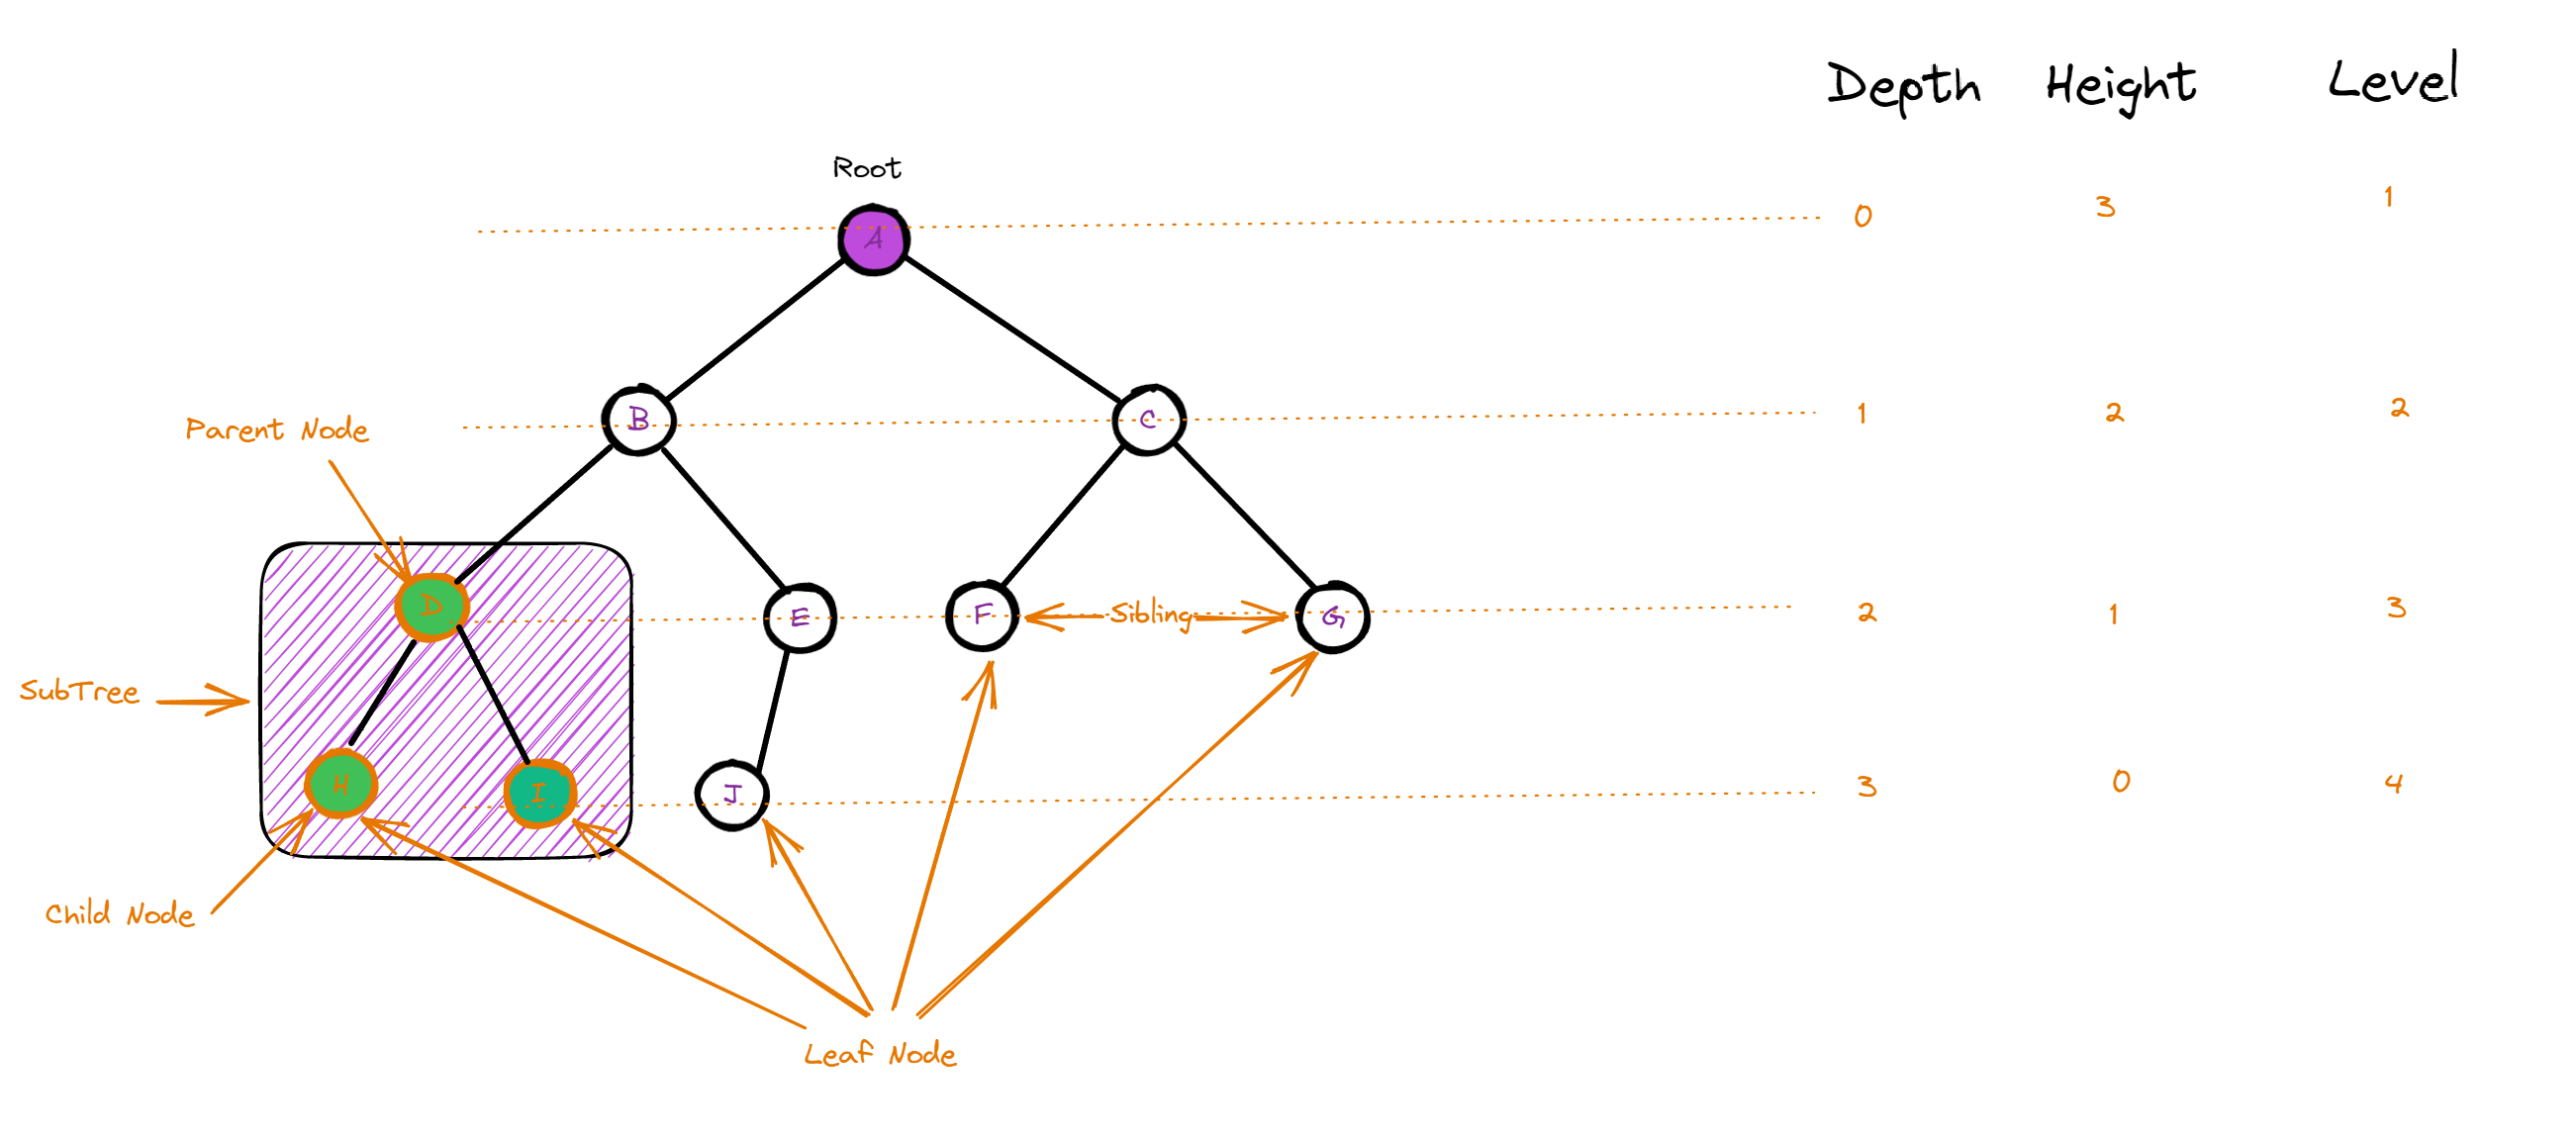 Depth Height Level
Root
A
0 3 1
B C
1 2 2
Parent Node
D E F Sibling G
2 1 3
SubTree
H I J
3 0 4
Child Node
Leaf Node